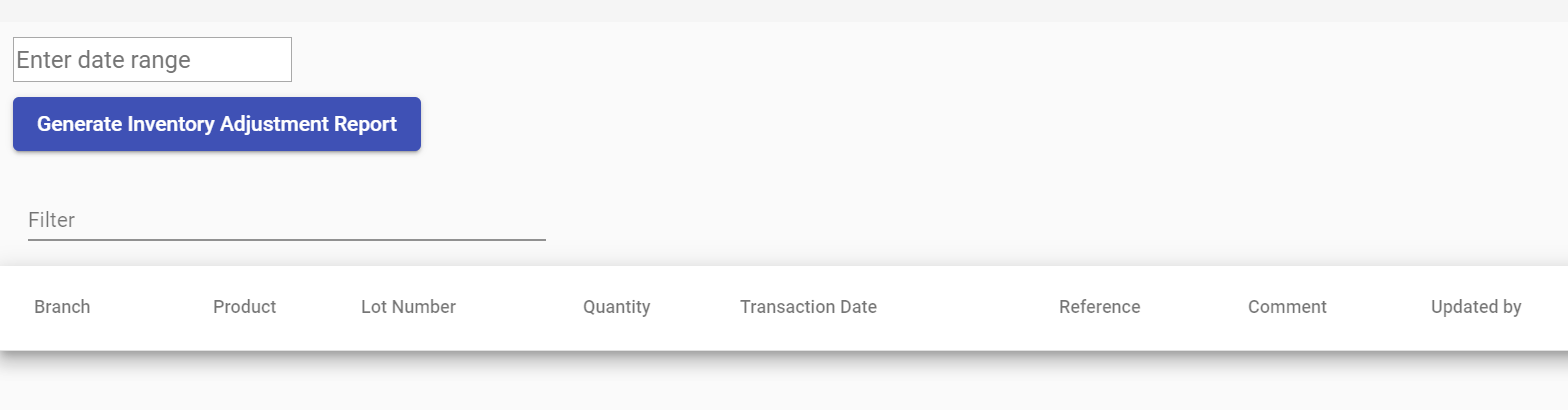 Enter date range
Generate Inventory Adjustment Report
Filter
Branch Product Lot Number Quantity Transaction Date Reference Comment Updated by